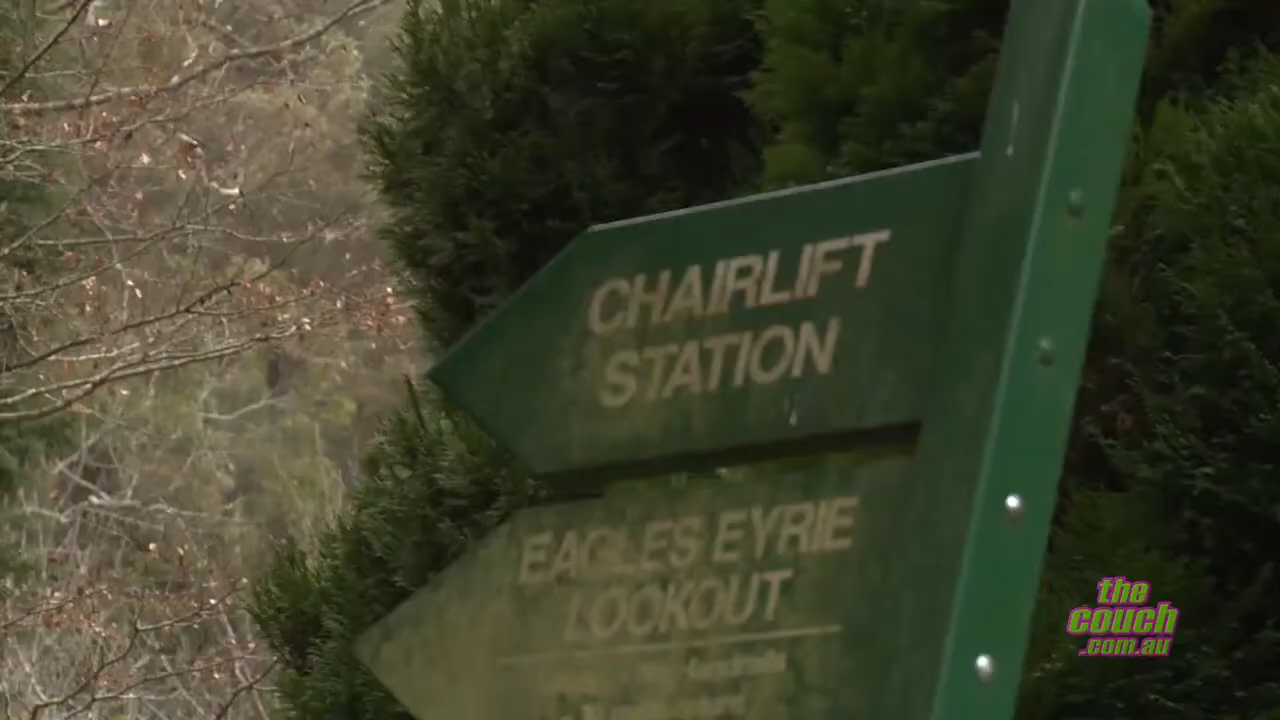 CHAIRLIFT
STATION
EAGLES EYRIE
LOOKOUT
the
couch
.com.au